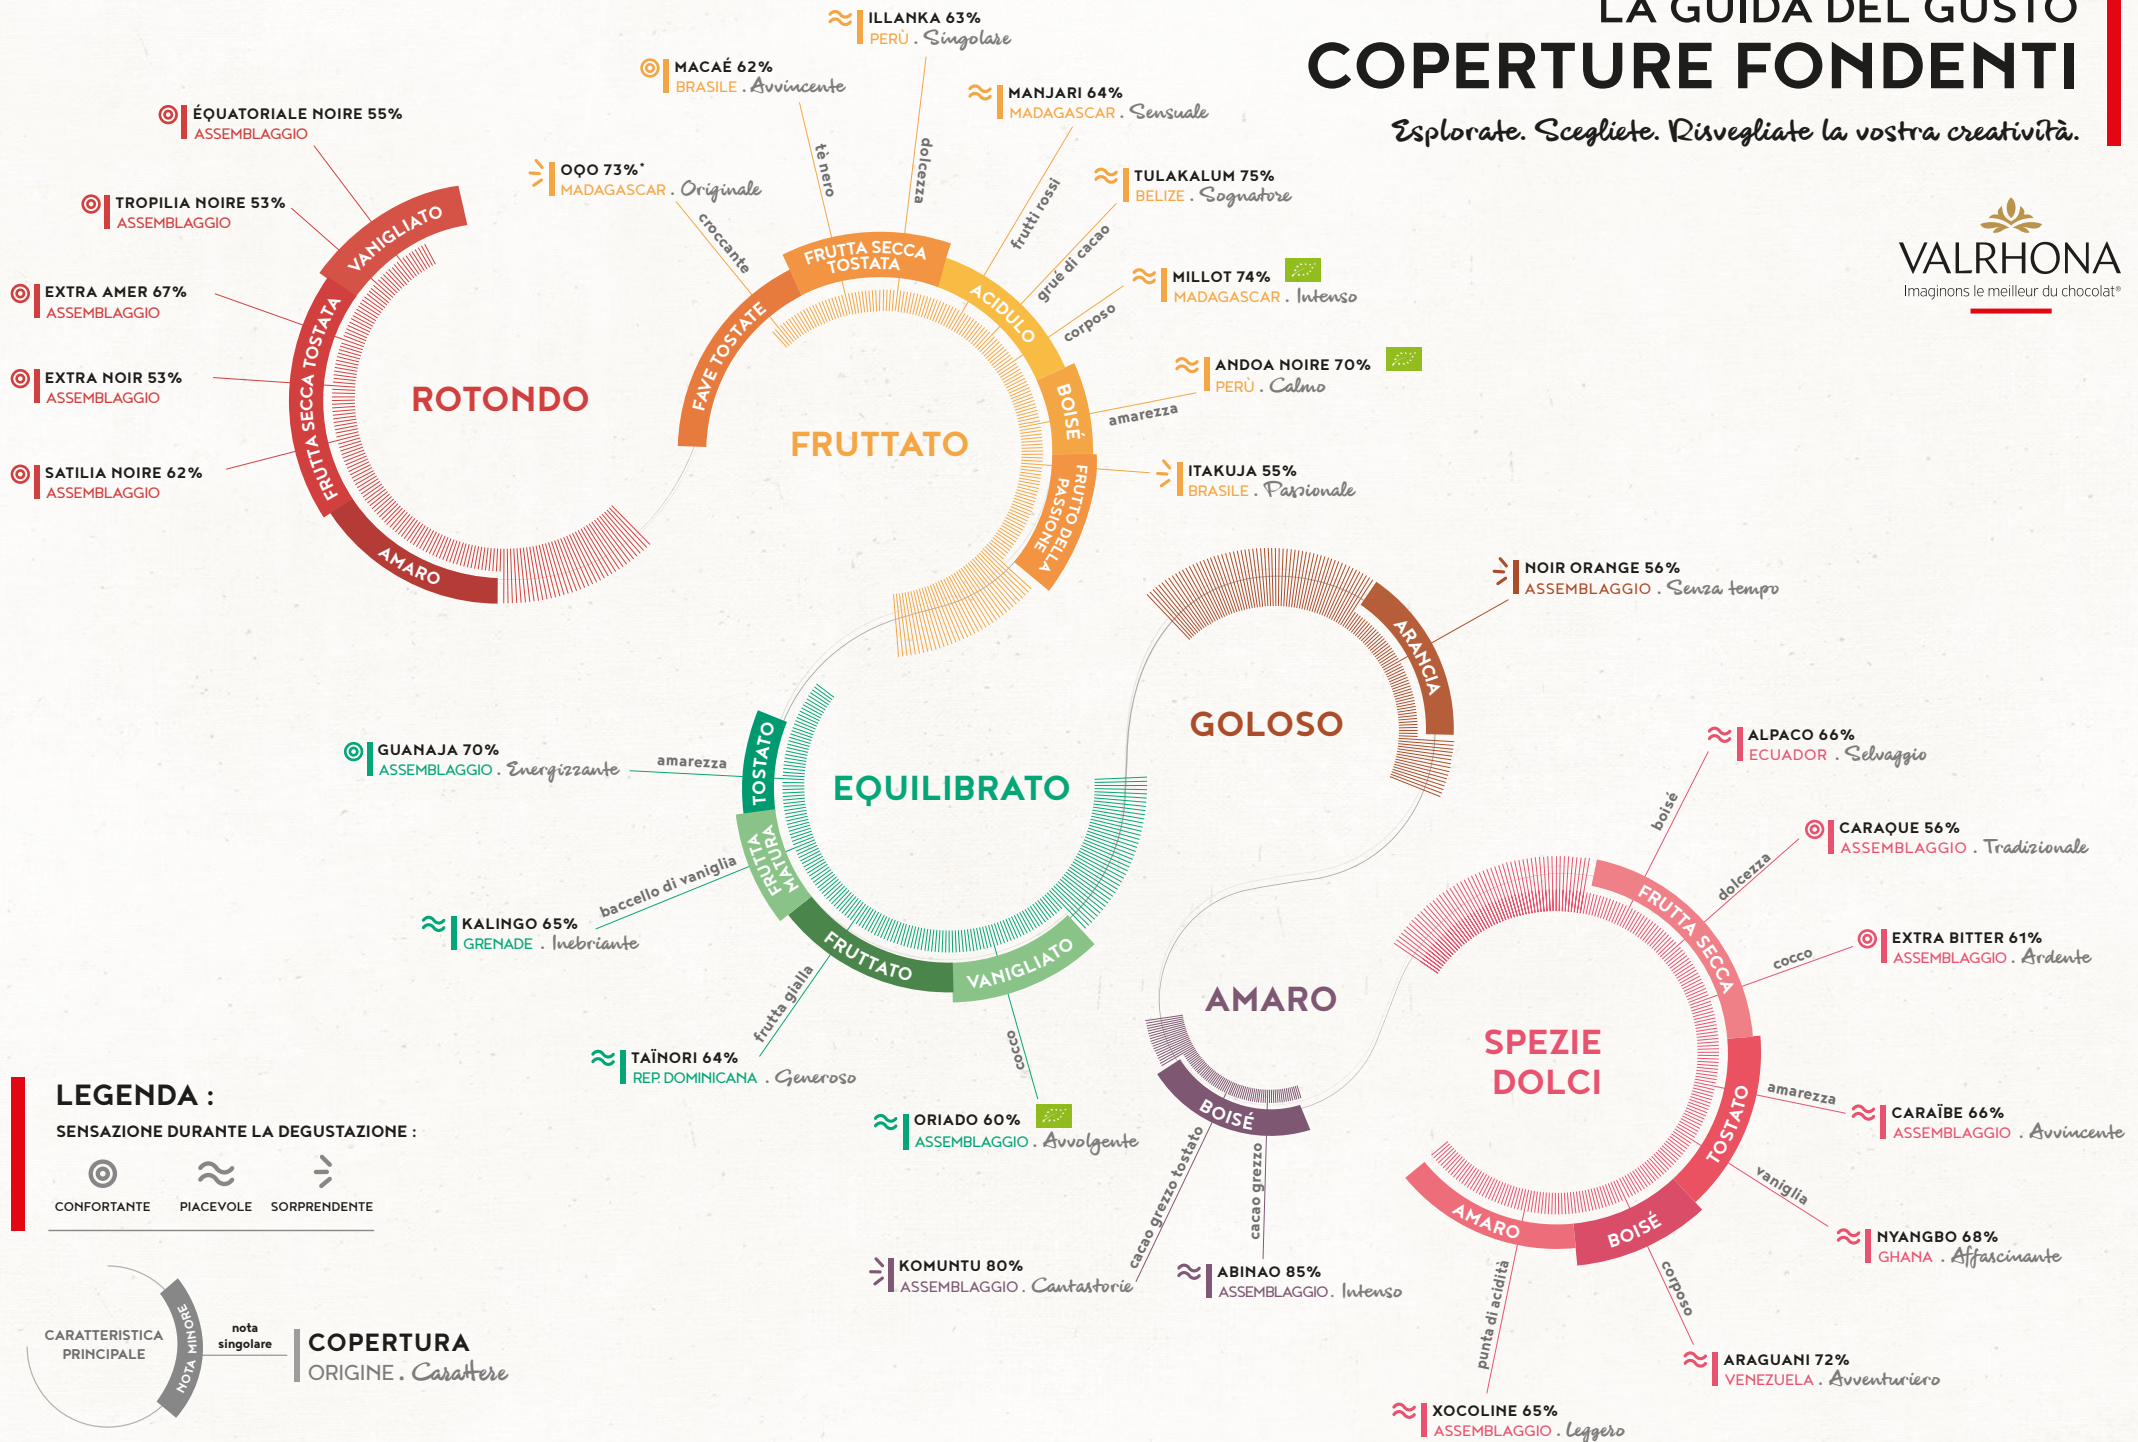 LA GUIDA DEL GUSTO
COPERTURE FONDENTI
Esplorate. Scegliete. Risvegliate la vostra creatività.
VALRHONA
Imaginons le meilleur du chocolat®
ROTONDO
VANIGLIATO
FRUTTA SECCA TOSTATA
AMARO
ÉQUATORIALE NOIRE 55%
ASSEMBLAGGIO
TROPILIA NOIRE 53%
ASSEMBLAGGIO
EXTRA AMER 67%
ASSEMBLAGGIO
EXTRA NOIR 53%
ASSEMBLAGGIO
SATILIA NOIRE 62%
ASSEMBLAGGIO
FRUTTATO
FAVE TOSTATE
FRUTTA SECCA
TOSTATA
ACIDULO
BOISÉ
FRUTTO DELLA
PASSIONE
OQO 73%*
MADAGASCAR . Originale
croccante
MACAÉ 62%
BRASILE . Avvincente
tè nero
ILLANKA 63%
PERÙ . Singolare
dolcezza
MANJARI 64%
MADAGASCAR . Sensuale
frutti rossi
TULAKALUM 75%
BELIZE . Sognatore
grué di cacao
MILLOT 74%
MADAGASCAR . Intenso
corposo
ANDOA NOIRE 70%
PERÙ . Calmo
amarezza
ITAKUJA 55%
BRASILE . Passionale
GOLOSO
ARANCIA
NOIR ORANGE 56%
ASSEMBLAGGIO . Senza tempo
EQUILIBRATO
TOSTATO
FRUTTA
MATURA
FRUTTATO
VANIGLIATO
GUANAJA 70%
ASSEMBLAGGIO . Energizzante
amarezza
KALINGO 65%
GRENADE . Inebriante
baccello di vaniglia
TAÏNORI 64%
REP. DOMINICANA . Generoso
frutta gialla
ORIADO 60%
ASSEMBLAGGIO . Avvolgente
cocco
AMARO
BOISÉ
KOMUNTU 80%
ASSEMBLAGGIO . Cantastorie
cacao grezzo tostato
ABINAO 85%
ASSEMBLAGGIO . Intenso
cacao grezzo
SPEZIE
DOLCI
FRUTTA SECCA
TOSTATO
BOISÉ
AMARO
ALPACO 66%
ECUADOR . Selvaggio
boisé
CARAQUE 56%
ASSEMBLAGGIO . Tradizionale
dolcezza
EXTRA BITTER 61%
ASSEMBLAGGIO . Ardente
cocco
CARAÏBE 66%
ASSEMBLAGGIO . Avvincente
amarezza
NYANGBO 68%
GHANA . Affascinante
vaniglia
ARAGUANI 72%
VENEZUELA . Avventuriero
corposo
XOCOLINE 65%
ASSEMBLAGGIO . Leggero
punta di acidità
LEGENDA :
SENSAZIONE DURANTE LA DEGUSTAZIONE :
CONFORTANTE PIACEVOLE SORPRENDENTE
CARATTERISTICA
PRINCIPALE
NOTA MINORE
nota
singolare
COPERTURA
ORIGINE . Carattere